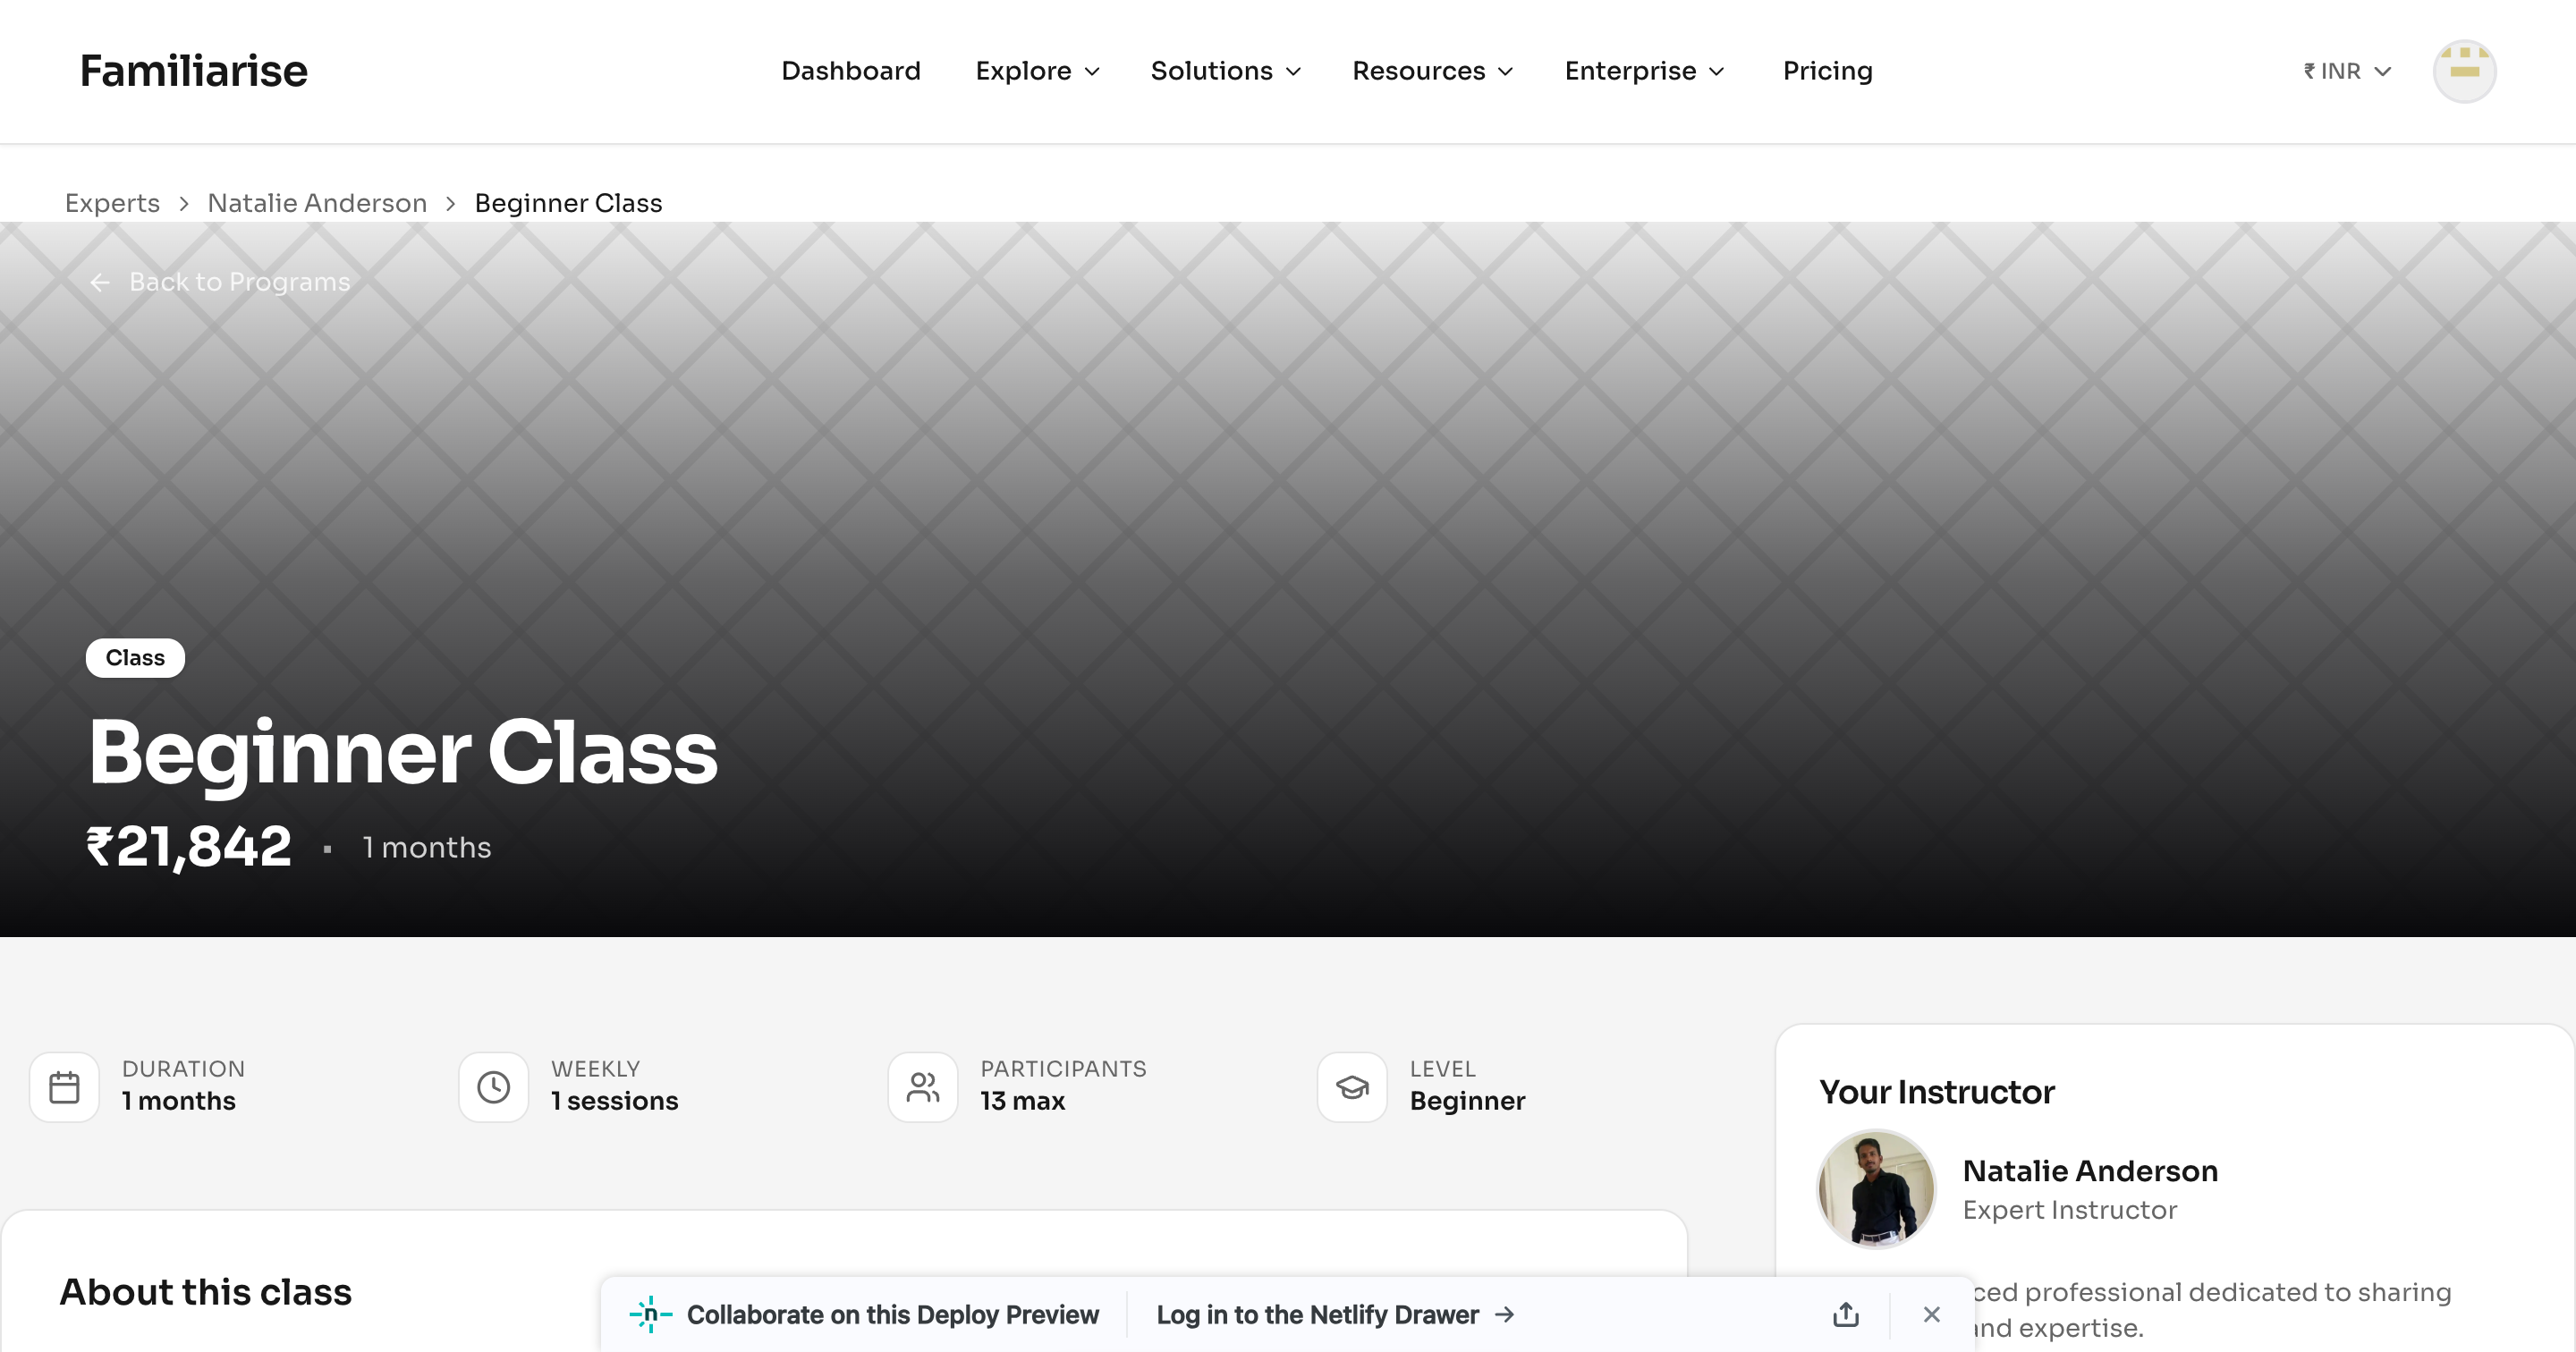 Familiarise
Dashboard Explore Solutions Resources Enterprise Pricing
₹ INR
Experts > Natalie Anderson > Beginner Class
← Back to Programs
Class
Beginner Class
₹21,842 · 1 months
DURATION
1 months
WEEKLY
1 sessions
PARTICIPANTS
13 max
LEVEL
Beginner
Your Instructor
Natalie Anderson
Expert Instructor
professional dedicated to sharing
and expertise.
About this class
Collaborate on this Deploy Preview
Log in to the Netlify Drawer →